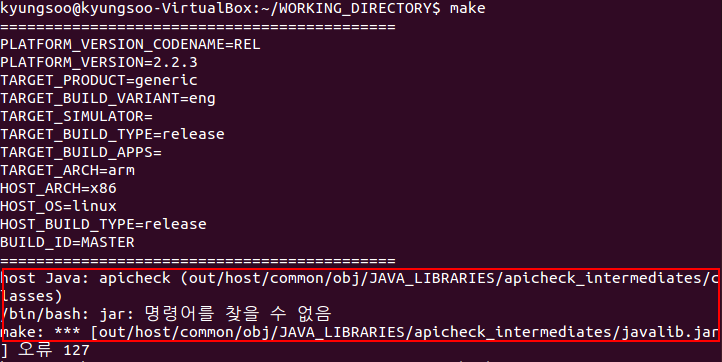 kyungsoo@kyungsoo-VirtualBox:~/WORKING_DIRECTORY$ make
============================================
PLATFORM_VERSION_CODENAME=REL
PLATFORM_VERSION=2.2.3
TARGET_PRODUCT=generic
TARGET_BUILD_VARIANT=eng
TARGET_SIMULATOR=
TARGET_BUILD_TYPE=release
TARGET_BUILD_APPS=
TARGET_ARCH=arm
HOST_ARCH=x86
HOST_OS=linux
HOST_BUILD_TYPE=release
BUILD_ID=MASTER
============================================
host Java: apicheck (out/host/common/obj/JAVA_LIBRARIES/apicheck_intermediates/c
lasses)
/bin/bash: jar: 명령어를 찾을 수 없음
make: *** [out/host/common/obj/JAVA_LIBRARIES/apicheck_intermediates/javalib.jar
] 오류 127